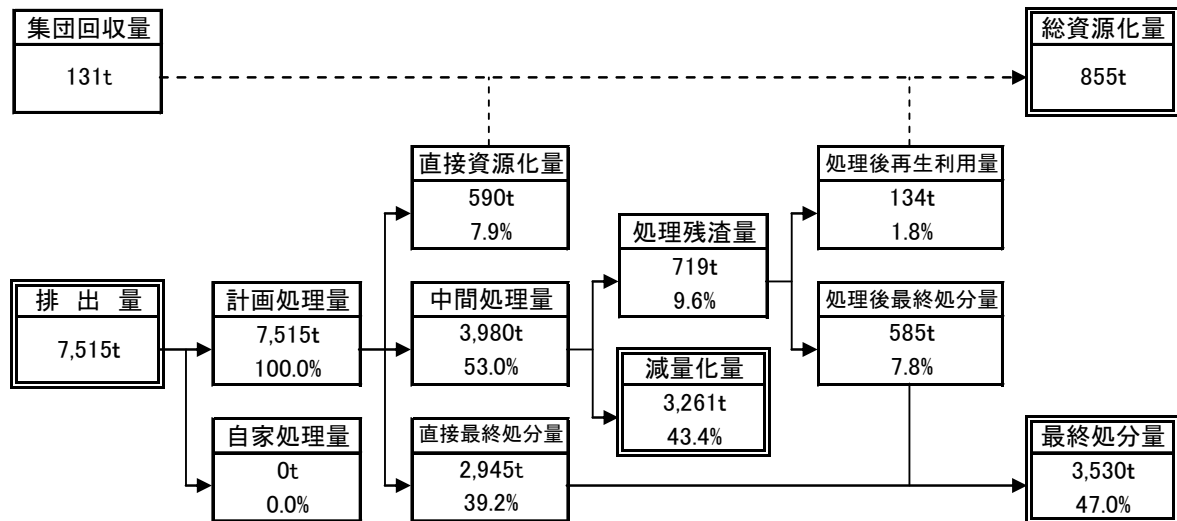 集団回収量
131t
総資源化量
855t
直接資源化量
590t
7.9%
処理後再生利用量
134t
1.8%
処理残渣量
719t
9.6%
排 出 量
7,515t
計画処理量
7,515t
100.0%
中間処理量
3,980t
53.0%
処理後最終処分量
585t
7.8%
減量化量
3,261t
43.4%
自家処理量
0t
0.0%
直接最終処分量
2,945t
39.2%
最終処分量
3,530t
47.0%